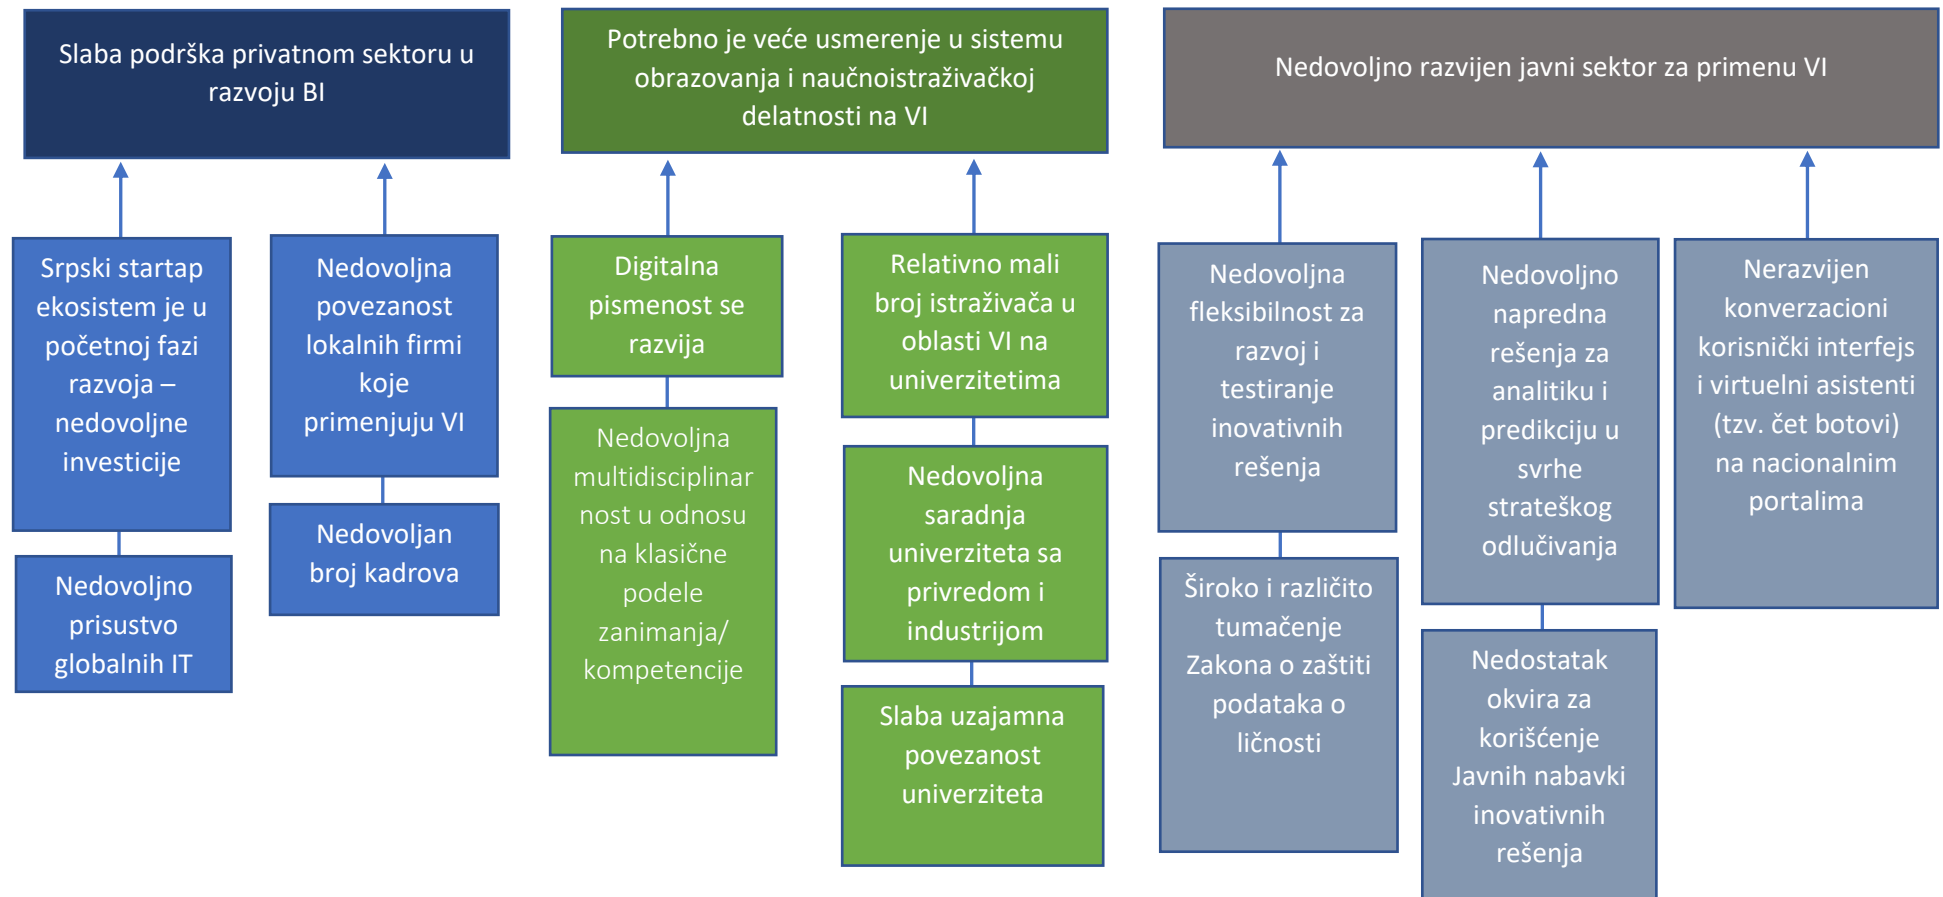 Slaba podrška privatnom sektoru u
razvoju BI
Potrebno je veće usmerenje u sistemu
obrazovanja i naučnoistraživačkoj
delatnosti na VI
Nedovoljno razvijen javni sektor za primenu VI
Srpski startap
ekosistem je u
početnoj fazi
razvoja –
nedovoljne
investicije
Nedovoljno
prisustvo
globalnih IT
Nedovoljna
povezanost
lokalnih firmi
koje
primenjuju VI
Nedovoljan
broj kadrova
Digitalna
pismenost se
razvija
Nedovoljna
multidisciplinar
nost u odnosu
na klasične
podele
zanimanja/
kompetencije
Relativno mali
broj istraživača u
oblasti VI na
univerzitetima
Nedovoljna
saradnja
univerziteta sa
privredom i
industrijom
Slaba uzajamna
povezanost
univerziteta
Nedovoljna
fleksibilnost za
razvoj i
testiranje
inovativnih
rešenja
Široko i različito
tumačenje
Zakona o zaštiti
podataka o
ličnosti
Nedovoljno
napredna
rešenja za
analitiku i
predikciju u
svrhe
strateškog
odlučivanja
Nedostatak
okvira za
korišćenje
Javnih nabavki
inovativnih
rešenja
Nerazvijen
konverzacioni
korisnički interfejs
i virtuelni asistenti
(tzv. čet botovi)
na nacionalnim
portalima